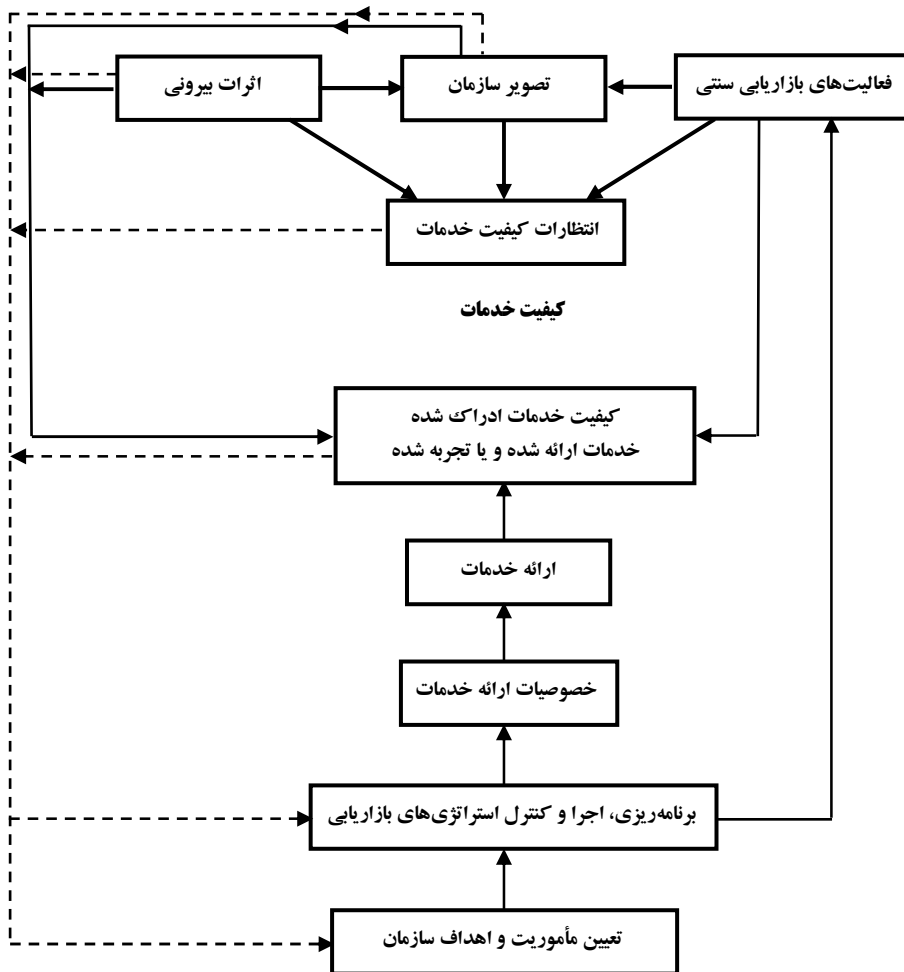 فعالیت‌های بازاریابی سنتی
تصویر سازمان
اثرات بیرونی
انتظارات کیفیت خدمات
کیفیت خدمات
کیفیت خدمات ادراک شده
خدمات ارائه شده و یا تجربه شده
ارائه خدمات
خصوصیات ارائه خدمات
برنامه‌ریزی، اجرا و کنترل استراتژی‌های بازاریابی
تعیین مأموریت و اهداف سازمان